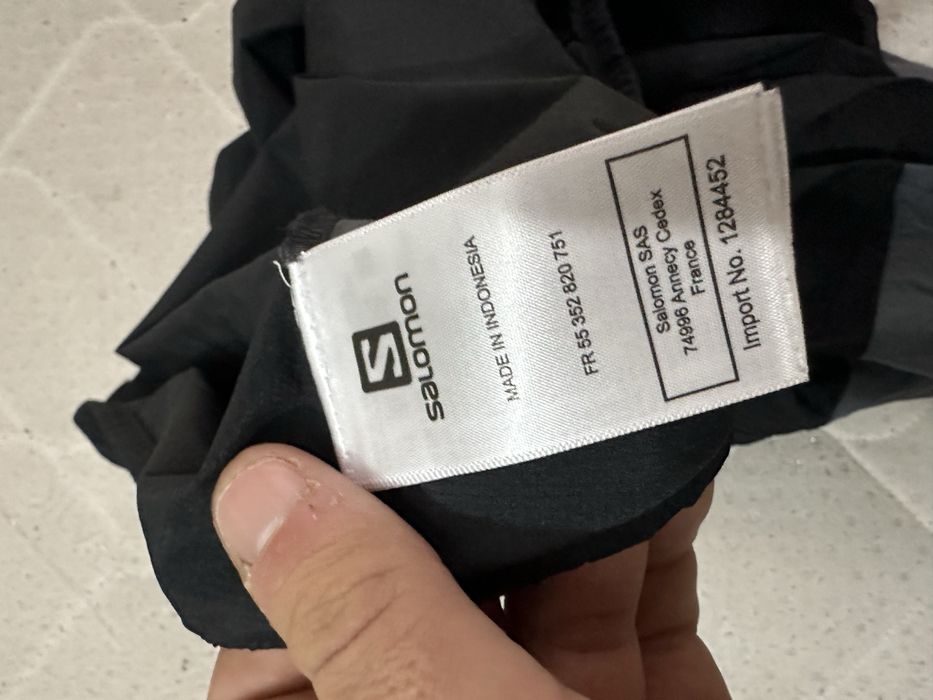 salomon
MADE IN INDONESIA
FR 55 352 820 751
Salomon SAS
74996 Annecy Cedex
France
Import No. 1284452